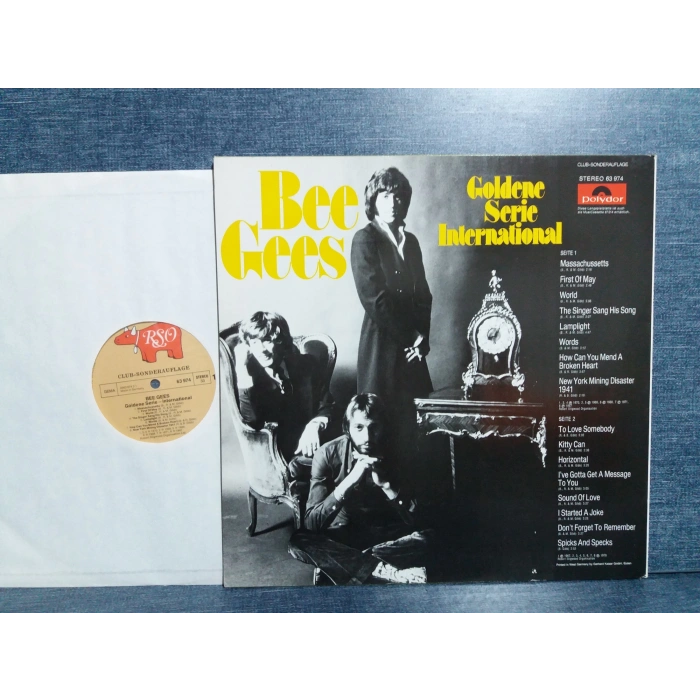 CLUB-SONDERAUFLAGE
STEREO 63 974
Polydor
Bee
Gees
Goldene
Serie
International
SEITE 1
Massachussetts
First Of May
World
The Singer Sang His Song
Lamplight
Words
How Can You Mend A
Broken Heart
New York Mining Disaster
1941
SEITE 2
To Love Somebody
Kitty Can
Horizontal
I've Gotta Get A Message
To You
Sound Of Love
I Started A Joke
Don't Forget To Remember
Spicks And Specks
RSO
CLUB-SONDERAUFLAGE
63 974
STEREO
BEE GEES
Goldene Serie - International